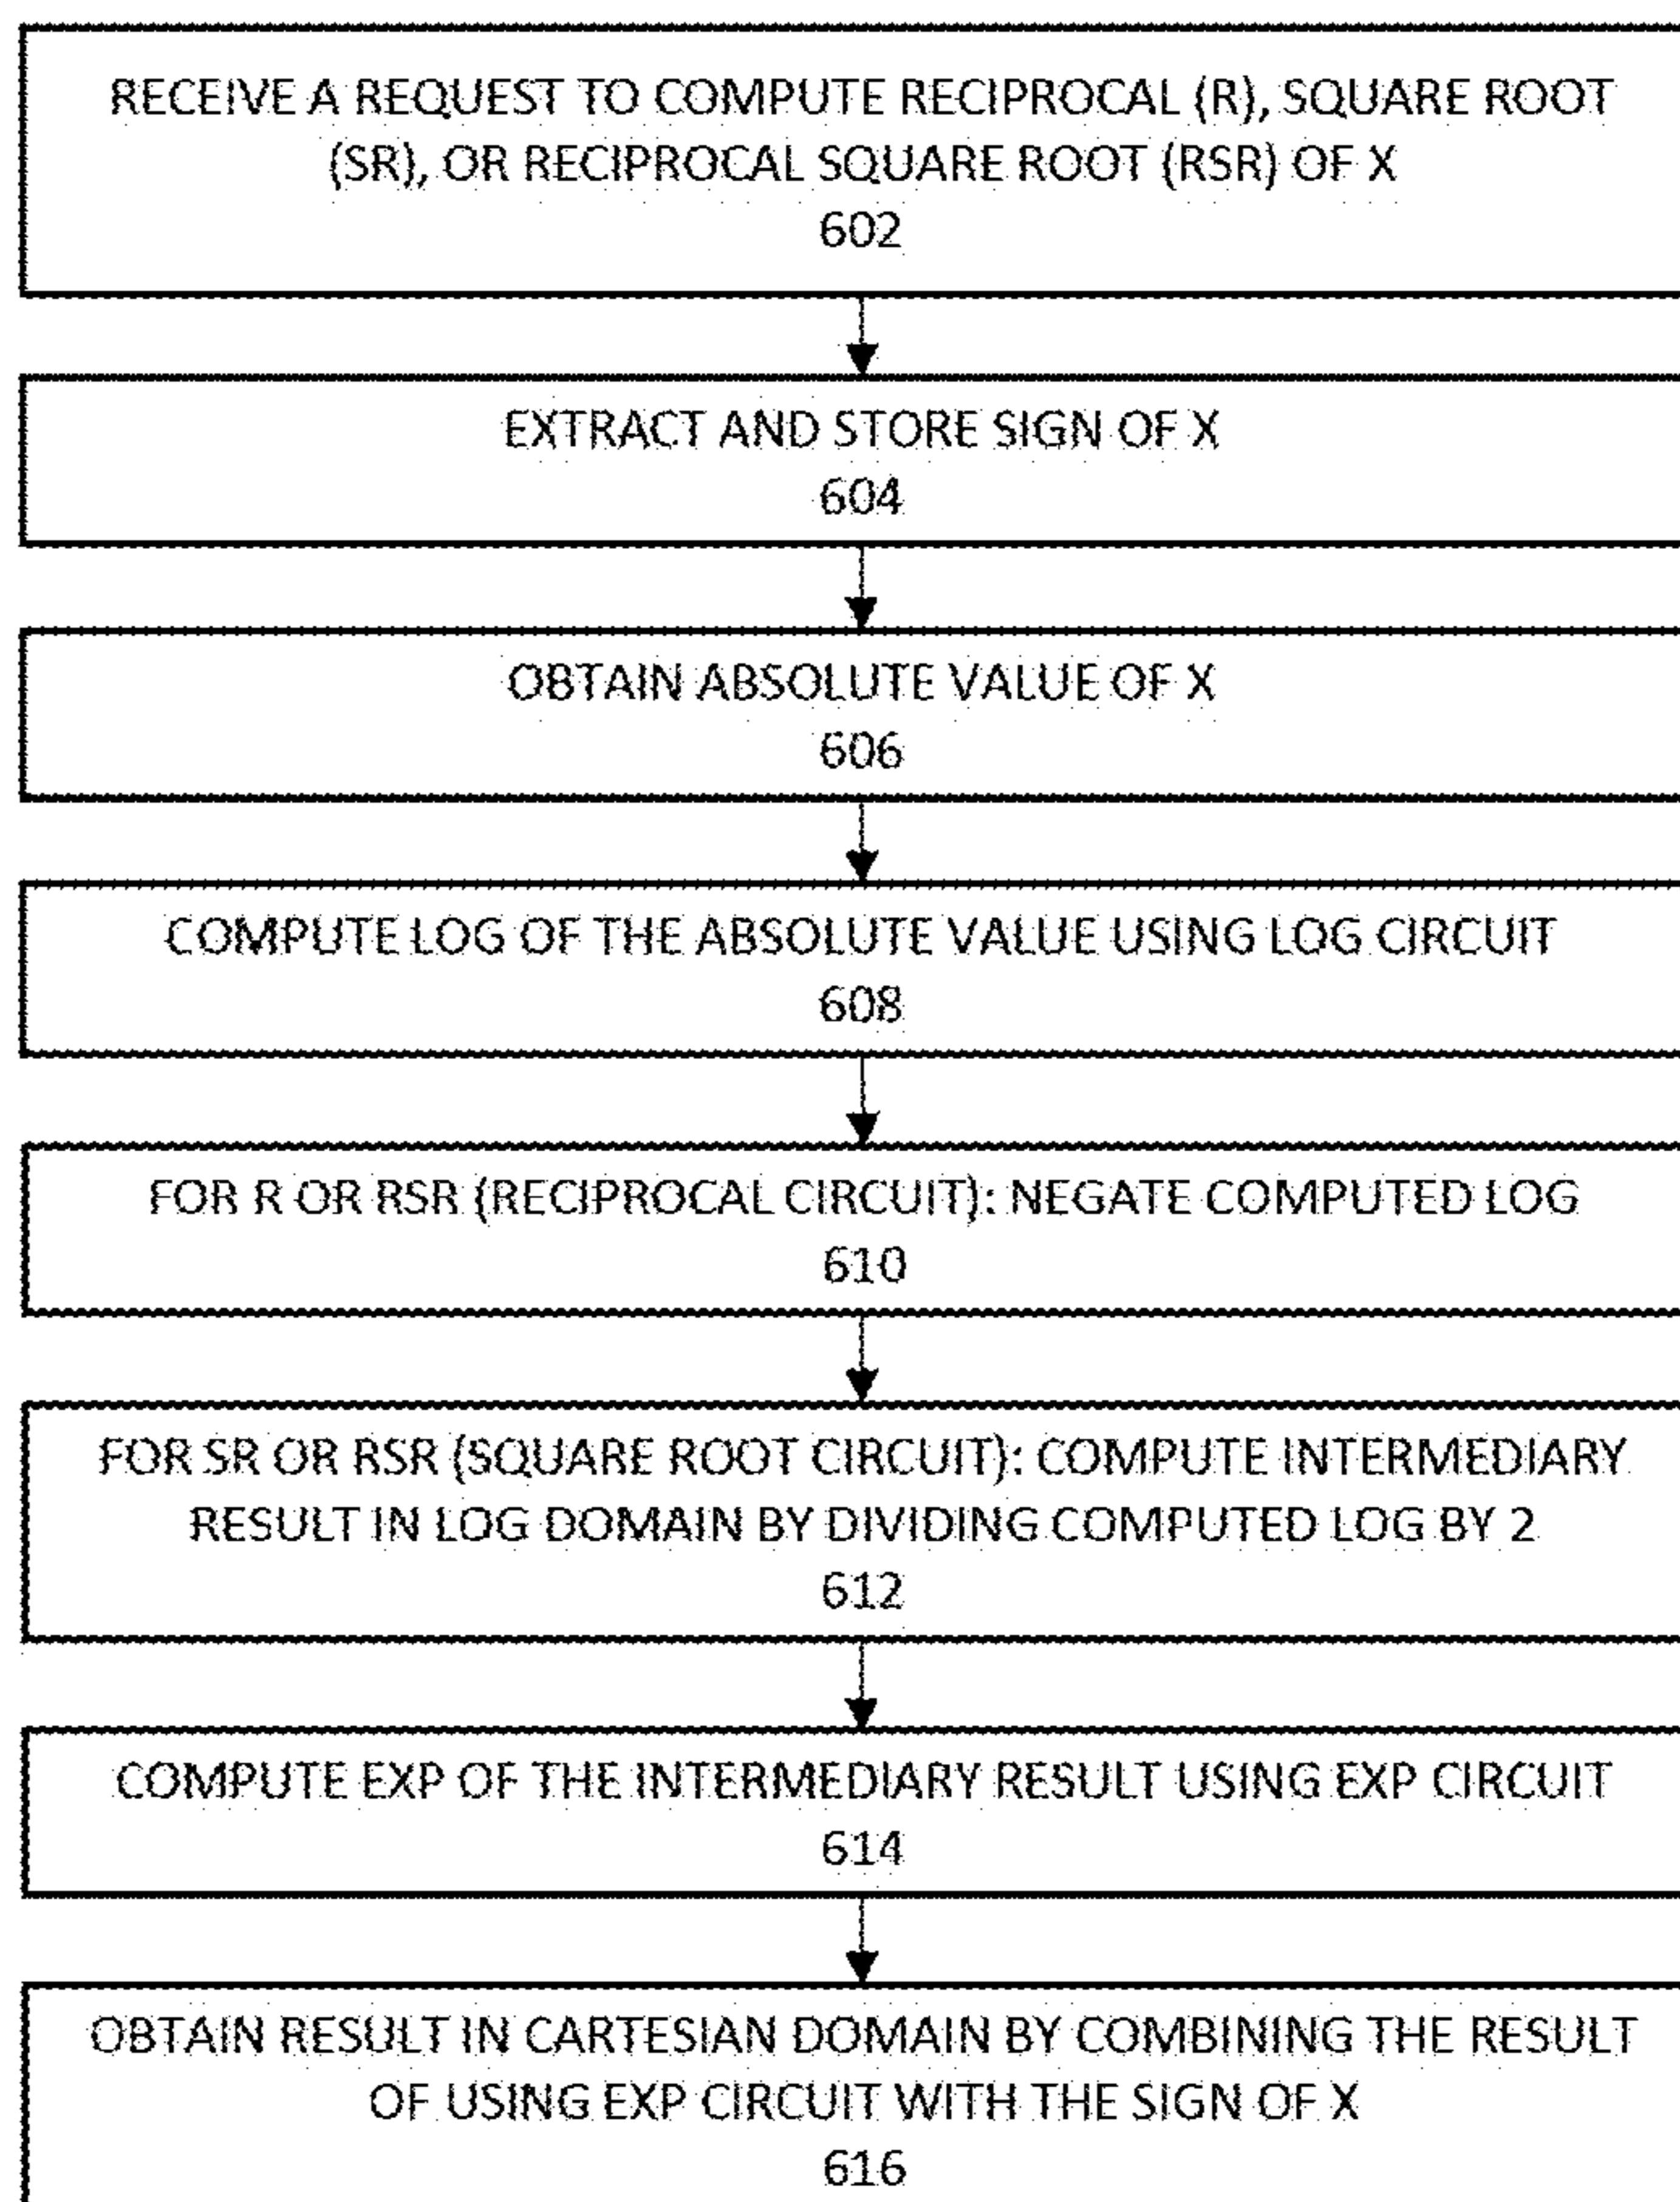 RECEIVE A REQUEST TO COMPUTE RECIPROCAL (R), SQUARE ROOT
(SR), OR RECIPROCAL SQUARE ROOT (RSR) OF X
602
EXTRACT AND STORE SIGN OF X
604
OBTAIN ABSOLUTE VALUE OF X
606
COMPUTE LOG OF THE ABSOLUTE VALUE USING LOG CIRCUIT
608
FOR R OR RSR (RECIPROCAL CIRCUIT): NEGATE COMPUTED LOG
610
FOR SR OR RSR (SQUARE ROOT CIRCUIT): COMPUTE INTERMEDIARY
RESULT IN LOG DOMAIN BY DIVIDING COMPUTED LOG BY 2
612
COMPUTE EXP OF THE INTERMEDIARY RESULT USING EXP CIRCUIT
614
OBTAIN RESULT IN CARTESIAN DOMAIN BY COMBINING THE RESULT
OF USING EXP CIRCUIT WITH THE SIGN OF X
616